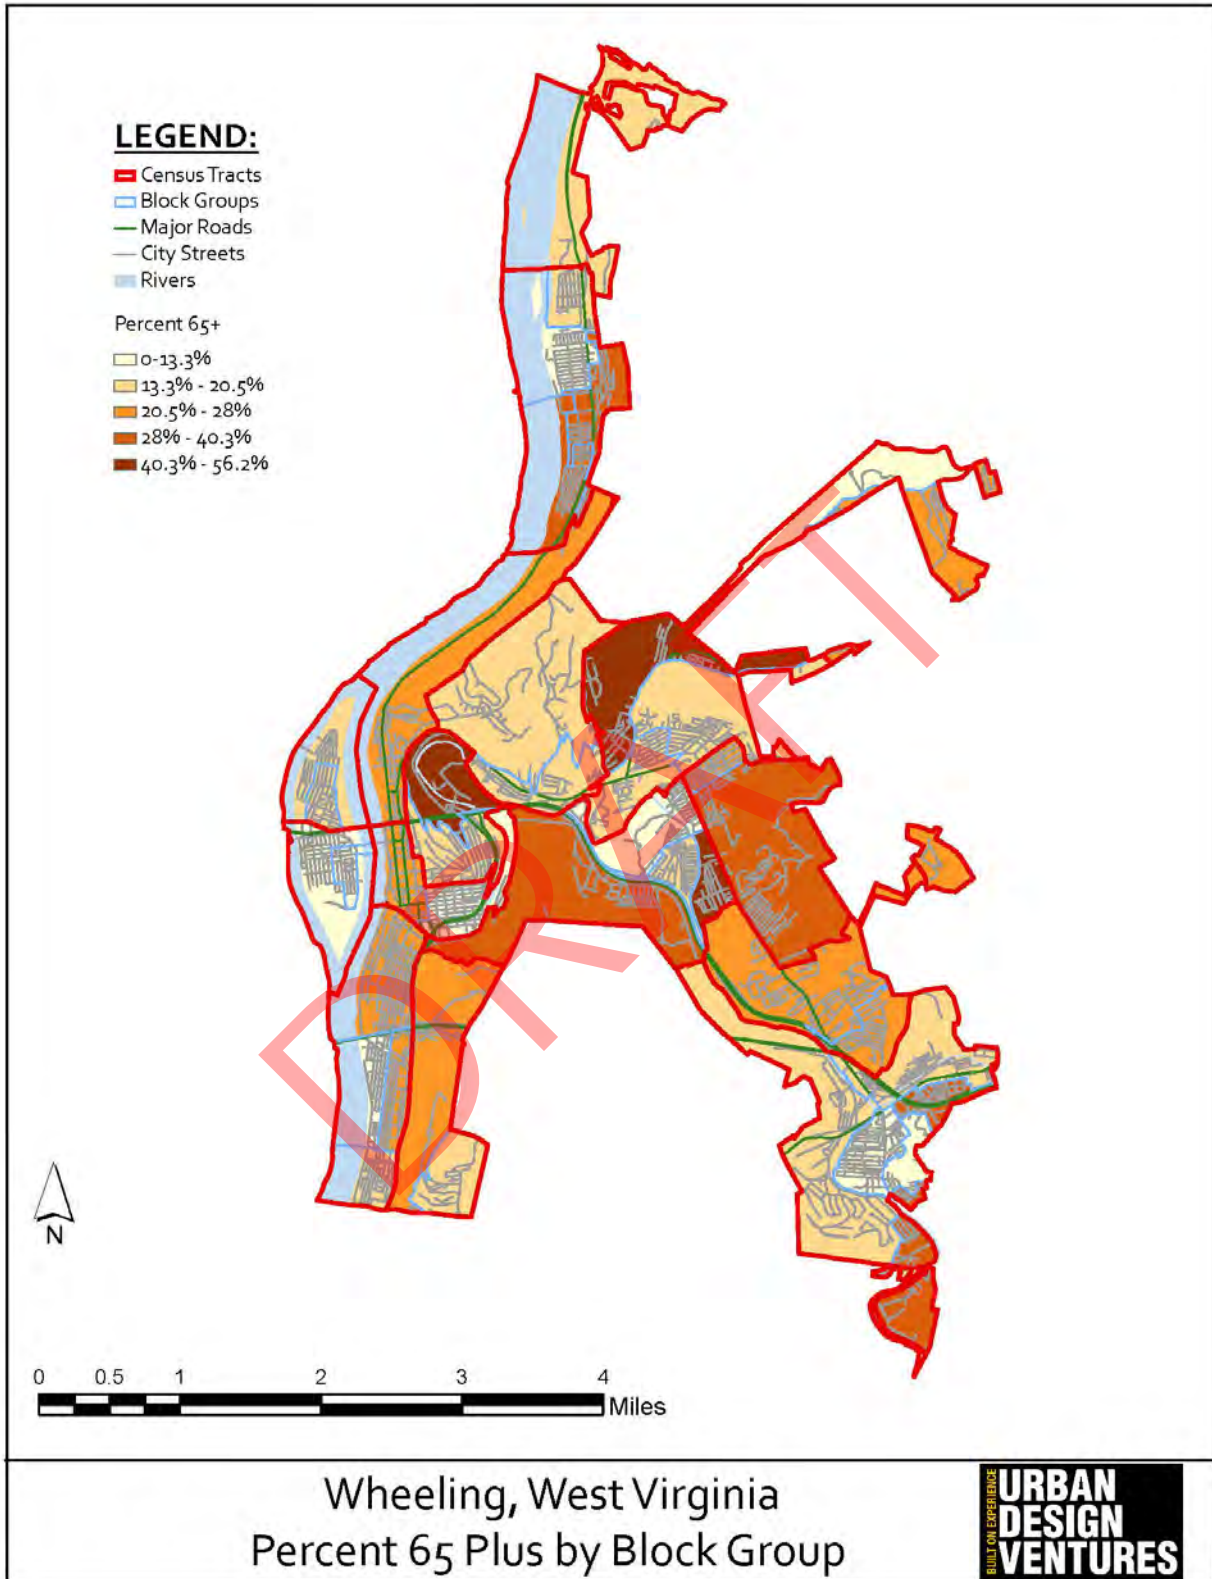 LEGEND:
Census Tracts
Block Groups
Major Roads
City Streets
Rivers
Percent 65+
0-13.3%
13.3% - 20.5%
20.5% - 28%
28% - 40.3%
40.3% - 56.2%
DRAFT
N
0 0.5 1 2 3 4
Miles
Wheeling, West Virginia
Percent 65 Plus by Block Group
BUILT ON EXPERIENCE
URBAN
DESIGN
VENTURES